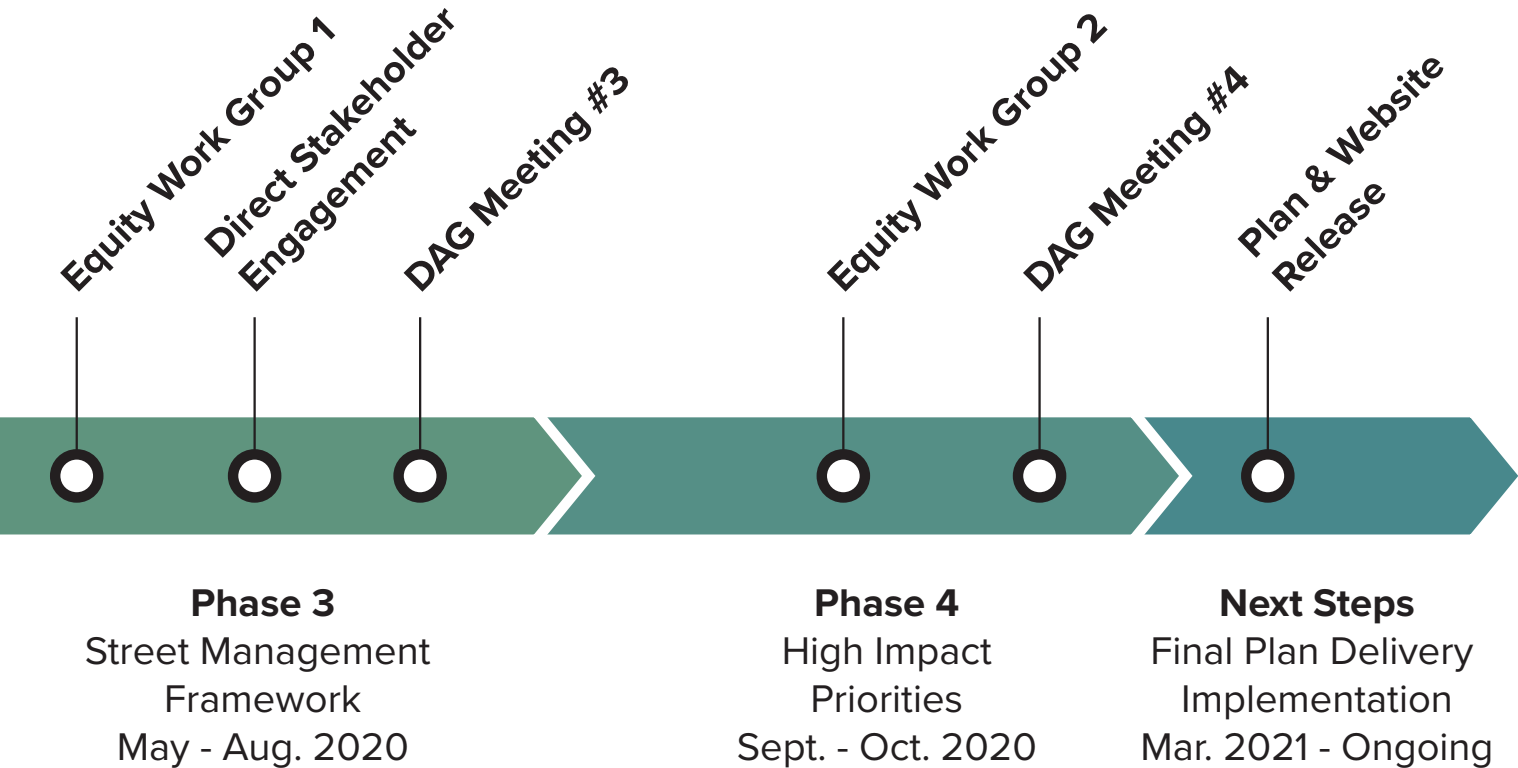 Equity Work Group 1
Direct Stakeholder
Engagement
DAG Meeting #3
Equity Work Group 2
DAG Meeting #4
Plan & Website
Release
Phase 3
Street Management
Framework
May - Aug. 2020
Phase 4
High Impact
Priorities
Sept. - Oct. 2020
Next Steps
Final Plan Delivery
Implementation
Mar. 2021 - Ongoing